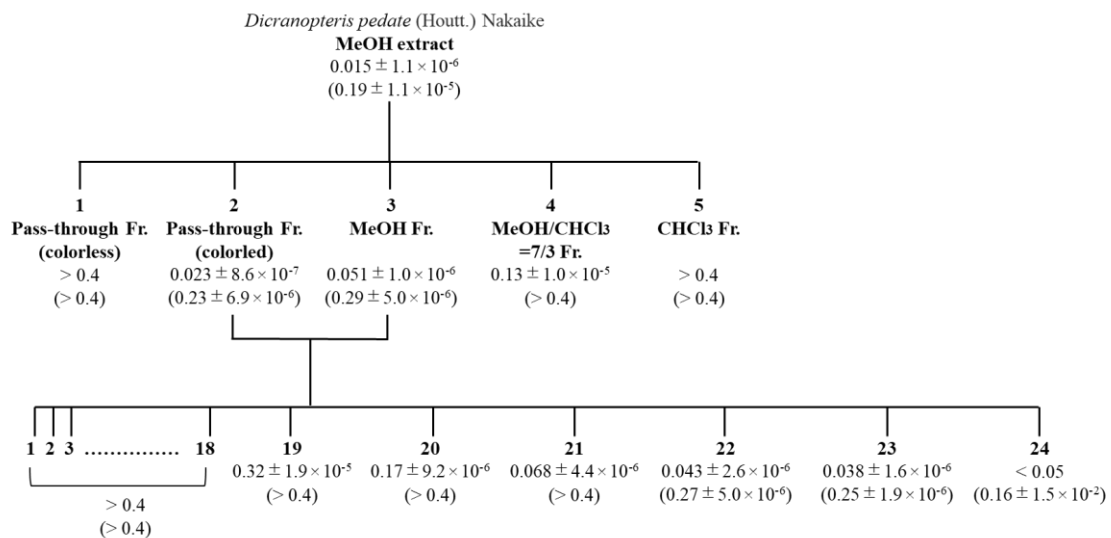 Dicranopteris pedate (Houtt.) Nakaike
MeOH extract
0.015 ± 1.1 × 10⁻⁶
(0.19 ± 1.1 × 10⁻⁵)
1
Pass-through Fr.
(colorless)
> 0.4
(> 0.4)
2
Pass-through Fr.
(colorled)
0.023 ± 8.6 × 10⁻⁷
(0.23 ± 6.9 × 10⁻⁶)
3
MeOH Fr.
0.051 ± 1.0 × 10⁻⁶
(0.29 ± 5.0 × 10⁻⁶)
4
MeOH/CHCl₃
=7/3 Fr.
0.13 ± 1.0 × 10⁻⁵
(> 0.4)
5
CHCl₃ Fr.
> 0.4
(> 0.4)
1 2 3 ............... 18
> 0.4
(> 0.4)
19
0.32 ± 1.9 × 10⁻⁵
(> 0.4)
20
0.17 ± 9.2 × 10⁻⁶
(> 0.4)
21
0.068 ± 4.4 × 10⁻⁶
(> 0.4)
22
0.043 ± 2.6 × 10⁻⁶
(0.27 ± 5.0 × 10⁻⁶)
23
0.038 ± 1.6 × 10⁻⁶
(0.25 ± 1.9 × 10⁻⁶)
24
< 0.05
(0.16 ± 1.5 × 10⁻²)